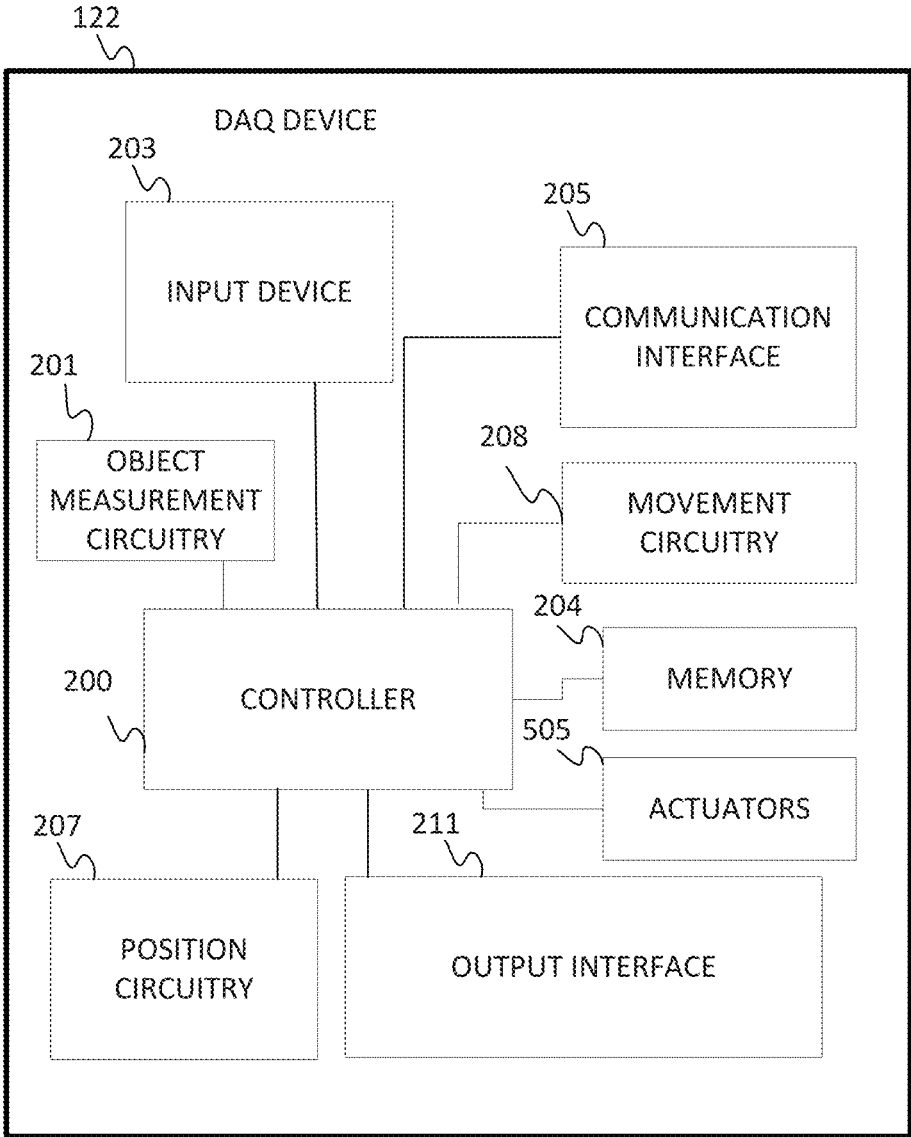 122
DAQ DEVICE
203
INPUT DEVICE
205
COMMUNICATION
INTERFACE
201
OBJECT
MEASUREMENT
CIRCUITRY
208
MOVEMENT
CIRCUITRY
204
MEMORY
200
CONTROLLER
505
ACTUATORS
207
POSITION
CIRCUITRY
211
OUTPUT INTERFACE